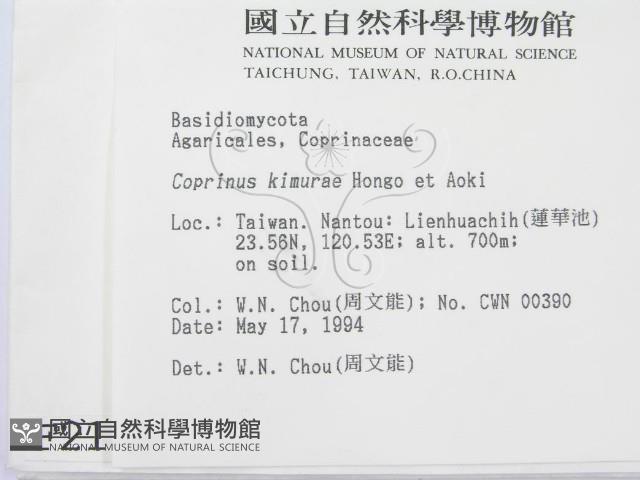 國立自然科學博物館
NATIONAL MUSEUM OF NATURAL SCIENCE
TAICHUNG, TAIWAN, R.O.CHINA
Basidiomycota
Agaricales, Coprinaceae
Coprinus kimurae Hongo et Aoki
Loc.: Taiwan. Nantou: Lienhuachih(蓮華池)
23.56N, 120.53E; alt. 700m;
on soil.
Col.: W.N. Chou(周文能); No. CWN 00390
Date: May 17, 1994
Det.: W.N. Chou(周文能)
21
國立自然科學博物館
NATIONAL MUSEUM OF NATURAL SCIENCE